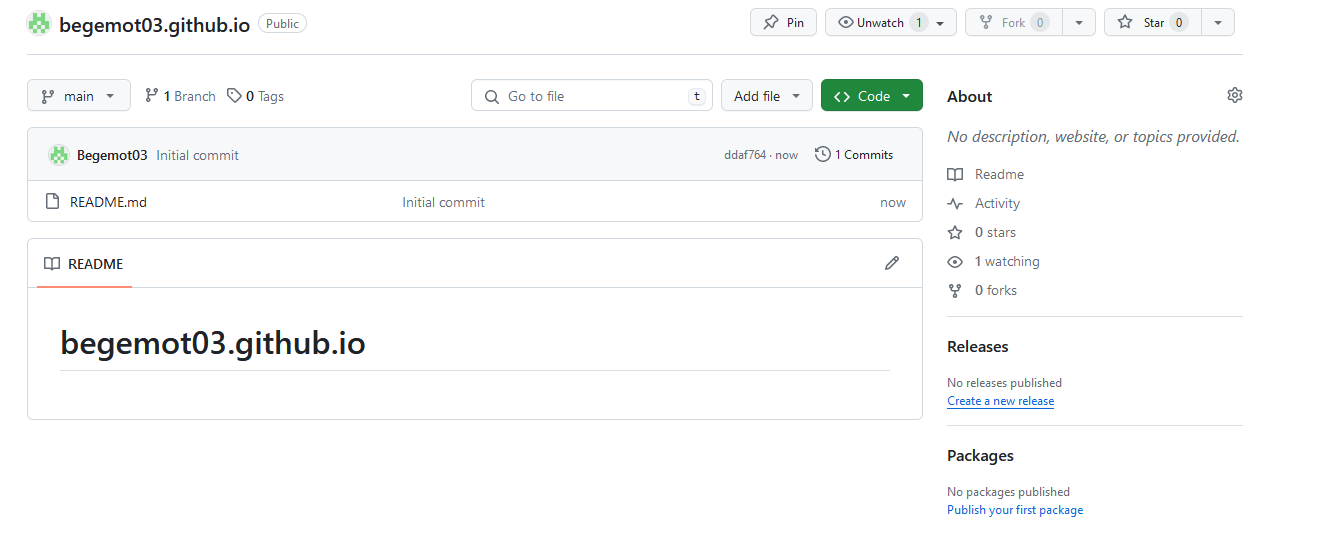 begemot03.github.io Public Pin Unwatch 1 Fork 0 Star 0
main 1 Branch 0 Tags Go to file t Add file Code
About
No description, website, or topics provided.
Begemot03 Initial commit ddaf764 · now 1 Commits
README.md Initial commit now
README
begemot03.github.io
Readme
Activity
0 stars
1 watching
0 forks
Releases
No releases published
Create a new release
Packages
No packages published
Publish your first package